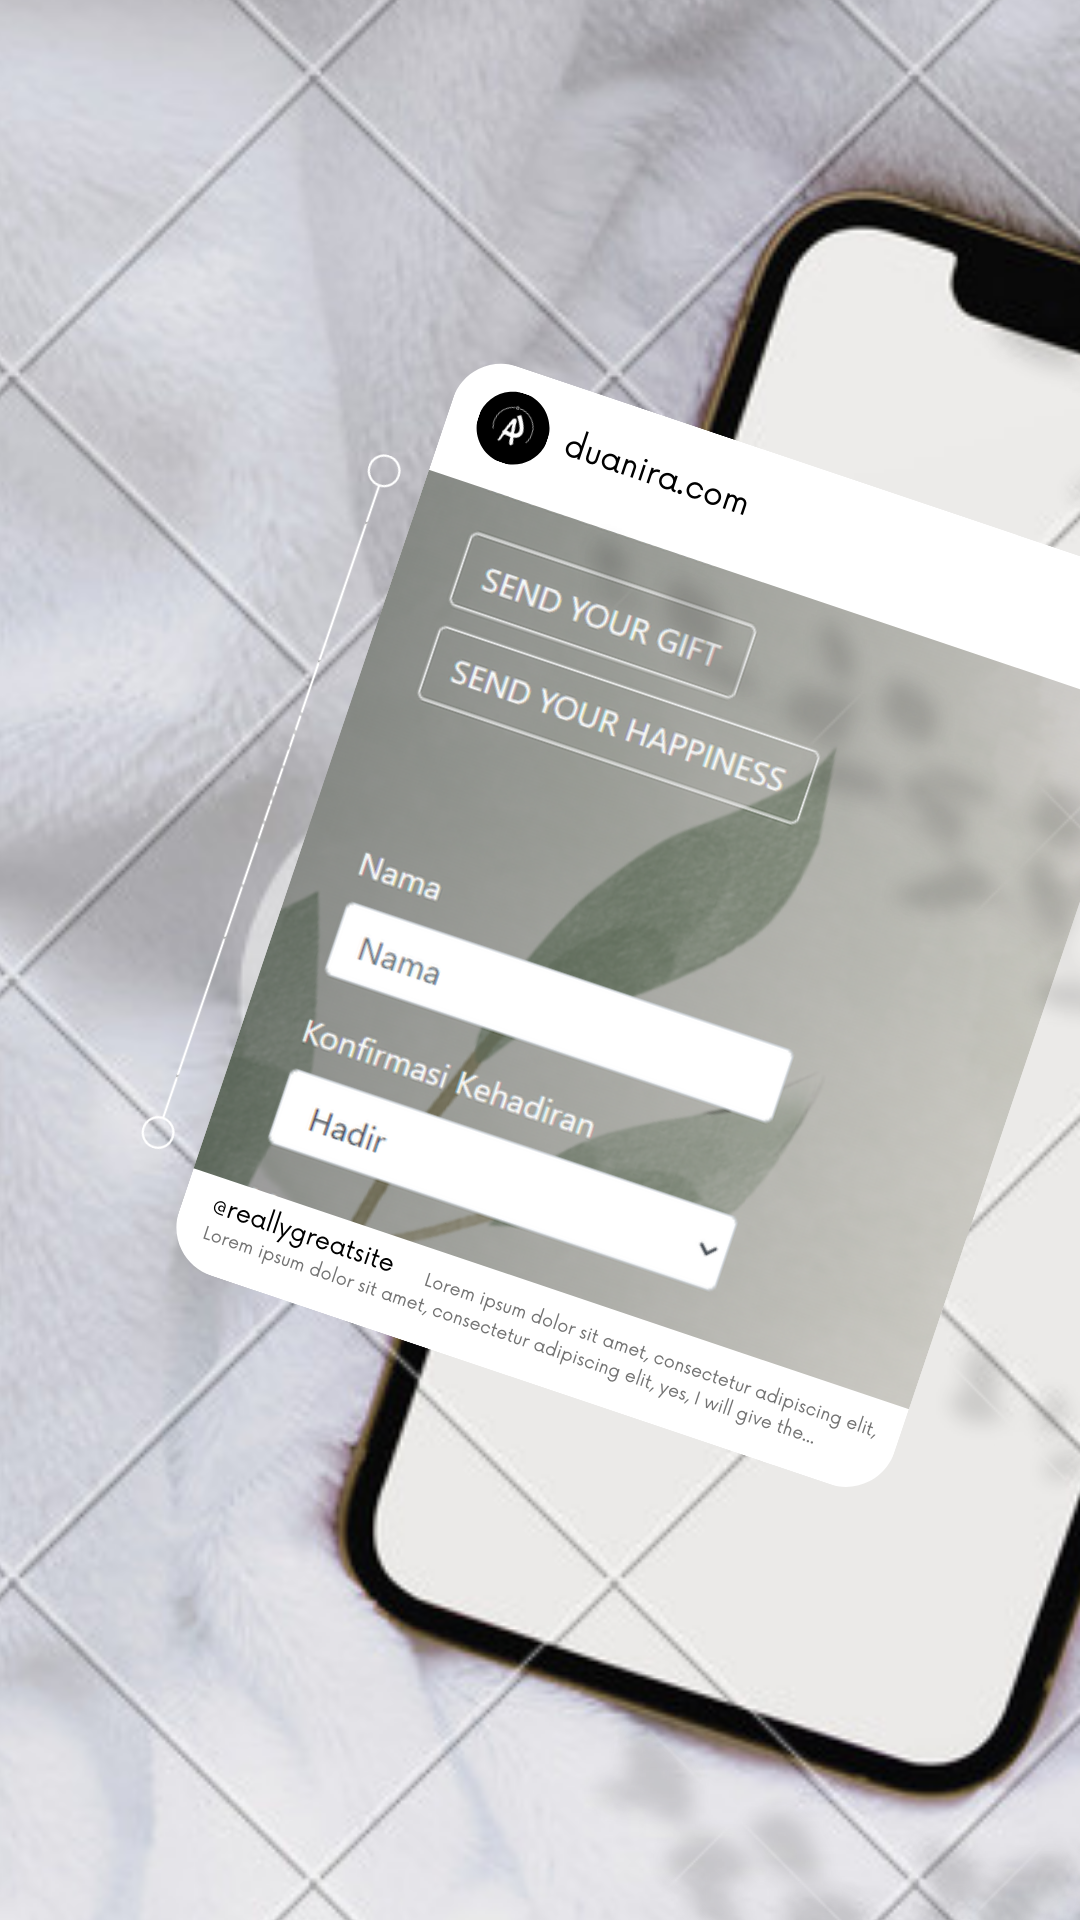 duanira.com
SEND YOUR GIFT
SEND YOUR HAPPINESS
Nama
Nama
Konfirmasi Kehadiran
Hadir
@reallygreatsite Lorem ipsum dolor sit amet, consectetur adipiscing elit,
Lorem ipsum dolor sit amet, consectetur adipiscing elit, yes, I will give the...